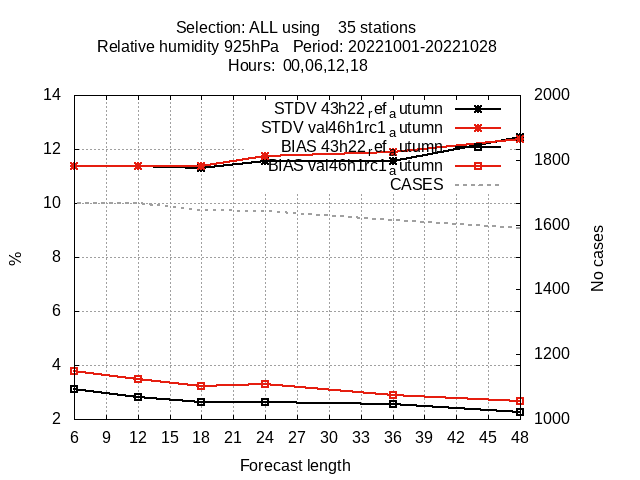 Selection: ALL using    35 stations
Relative humidity 925hPa   Period: 20221001-20221028
Hours: 00,06,12,18
STDV 43h22_ref_autumn
STDV val46h1rc1_autumn
BIAS 43h22_ref_autumn
BIAS val46h1rc1_autumn
CASES
14
12
10
8
6
4
2
%
2000
1800
1600
1400
1200
1000
No cases
6 9 12 15 18 21 24 27 30 33 36 39 42 45 48
Forecast length